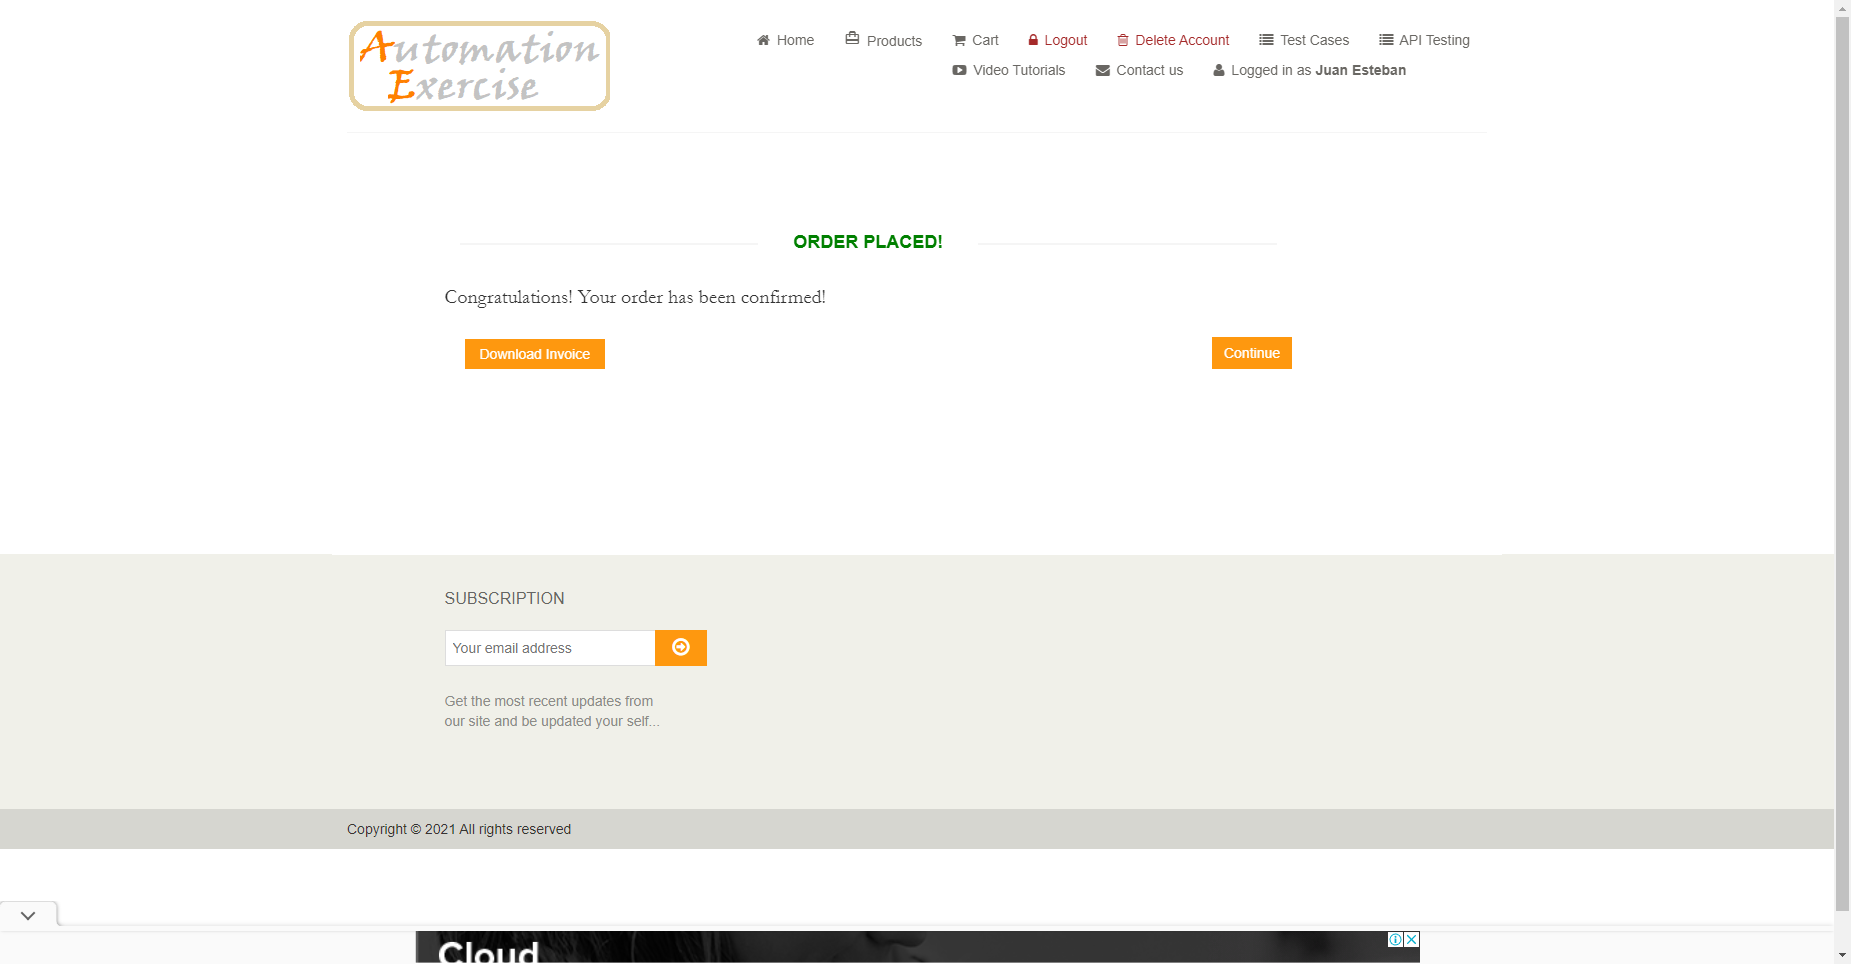 Automation
Exercise
Home Products Cart Logout Delete Account Test Cases API Testing
Video Tutorials Contact us Logged in as Juan Esteban
ORDER PLACED!
Congratulations! Your order has been confirmed!
Download Invoice Continue
SUBSCRIPTION
Your email address
Get the most recent updates from
our site and be updated your self...
Copyright © 2021 All rights reserved
Cloud